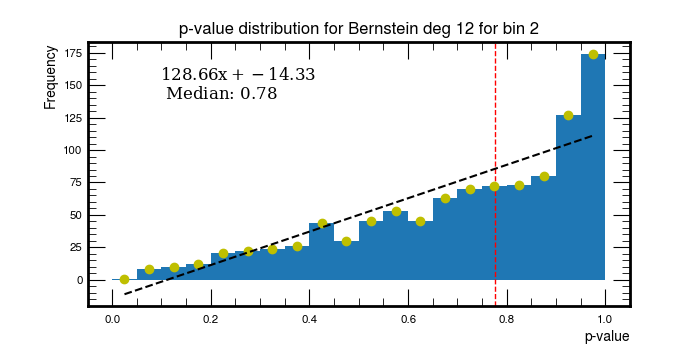 p-value distribution for Bernstein deg 12 for bin 2
Frequency
128.66x + −14.33
Median: 0.78
175
150
125
100
75
50
25
0
0.0 0.2 0.4 0.6 0.8 1.0
p-value